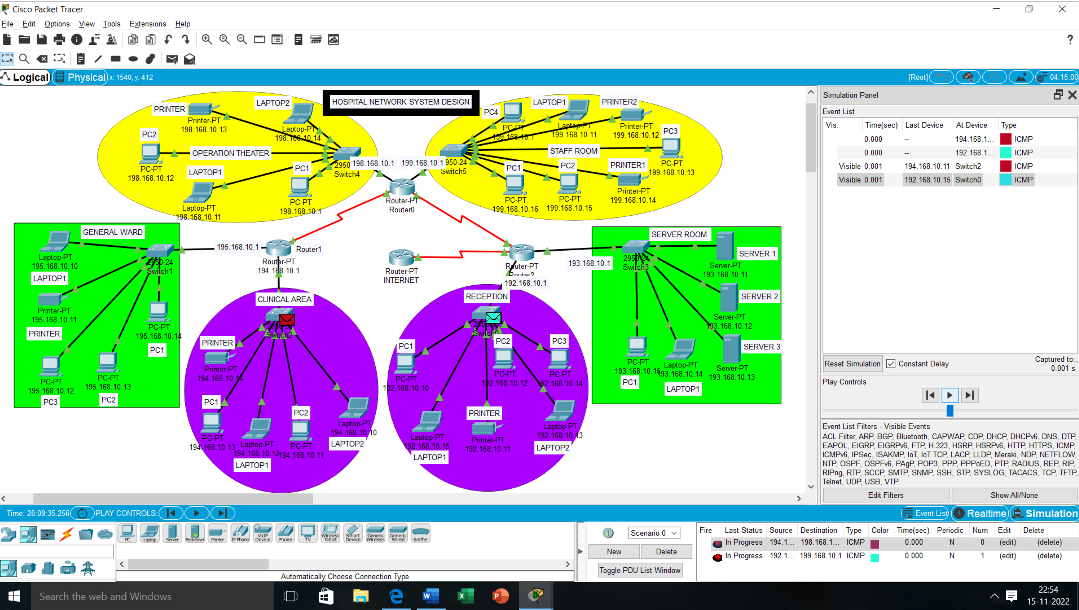 Cisco Packet Tracer
File Edit Options View Tools Extensions Help
Logical Physical x: 1540, y: 412
[Root]
04:15:00
HOSPITAL NETWORK SYSTEM DESIGN
PRINTER
Printer-PT
198.168.10.13
LAPTOP2
Laptop-PT
198.168.10.14
PC2
PC-PT
198.168.10.12
OPERATION THEATER
LAPTOP1
Laptop-PT
198.168.10.11
PC1
PC-PT
198.168.10.1
2950
Switch4
198.168.10.1
199.168.10.1
PC4
PC-PT
LAPTOP1
Laptop-PT
199.168.10.11
PRINTER2
Printer-PT
199.168.10.12
PC3
PC-PT
199.168.10.13
STAFF ROOM
Switch5
PC1
PC-PT
199.168.10.16
PC2
PC-PT
199.168.10.15
PRINTER1
Printer-PT
199.168.10.14
Router-PT
Router0
GENERAL WARD
Laptop-PT
195.168.10.10
LAPTOP1
Printer-PT
195.168.10.11
PRINTER
PC-PT
195.168.10.12
PC3
PC-PT
195.168.10.13
PC2
PC-PT
195.168.10.14
PC1
Switch1
195.168.10.1
Router1
Router-PT
194.168.10.1
Router-PT
INTERNET
Router-PT
192.168.10.1
193.168.10.1
SERVER ROOM
Switch3
Server-PT
193.168.10.11
SERVER 1
Server-PT
193.168.10.12
SERVER 2
Server-PT
193.168.10.13
SERVER 3
PC-PT
PC1
Laptop-PT
193.168.10.14
LAPTOP1
CLINICAL AREA
PRINTER
Printer-PT
PC1
PC-PT
194.168.10.13
Laptop-PT
LAPTOP1
PC2
PC-PT
194.168.10.11
Laptop-PT
194.168.10.10
LAPTOP2
RECEPTION
PC1
PC-PT
192.168.10.10
PC2
PC-PT
192.168.10.12
PC3
PC-PT
192.168.10.14
Laptop-PT
192.168.10.15
LAPTOP1
PRINTER
Printer-PT
192.168.10.11
Laptop-PT
192.168.10.13
LAPTOP2
Simulation Panel
Event List
Vis. Time(sec) Last Device At Device Type
0.000 -- 194.168.1... ICMP
0.000 -- 192.168.1... ICMP
Visible 0.001 194.168.10.11 Switch2 ICMP
Visible 0.001 192.168.10.15 Switch0 ICMP
Reset Simulation Constant Delay
Captured to:
0.001 s
Play Controls
Event List Filters - Visible Events
ACL Filter, ARP, BGP, Bluetooth, CAPWAP, CDP, DHCP, DHCPv6, DNS, DTP,
EAPOL, EIGRP, EIGRPv6, FTP, H.323, HSRP, HSRPv6, HTTP, HTTPS, ICMP,
ICMPv6, IPSec, ISAKMP, IoT, IoT TCP, LACP, LLDP, Meraki, NDP, NETFLOW,
NTP, OSPF, OSPFv6, PAgP, POP3, PPP, PPPoED, PTP, RADIUS, REP, RIP,
RIPng, RTP, SCCP, SMTP, SNMP, SSH, STP, SYSLOG, TACACS, TCP, TFTP,
Telnet, UDP, USB, VTP
Edit Filters Show All/None
Time: 26:09:35.256 PLAY CONTROLS:
Event List Realtime Simulation
Automatically Choose Connection Type
Scenario 0
New Delete
Toggle PDU List Window
Fire Last Status Source Destination Type Color Time(sec) Periodic Num Edit Delete
In Progress 194.1... 198.168.1... ICMP 0.000 N 0 (edit) (delete)
In Progress 192.1... 199.168.10.1 ICMP 0.000 N 1 (edit) (delete)
Search the web and Windows
22:54
15-11-2022